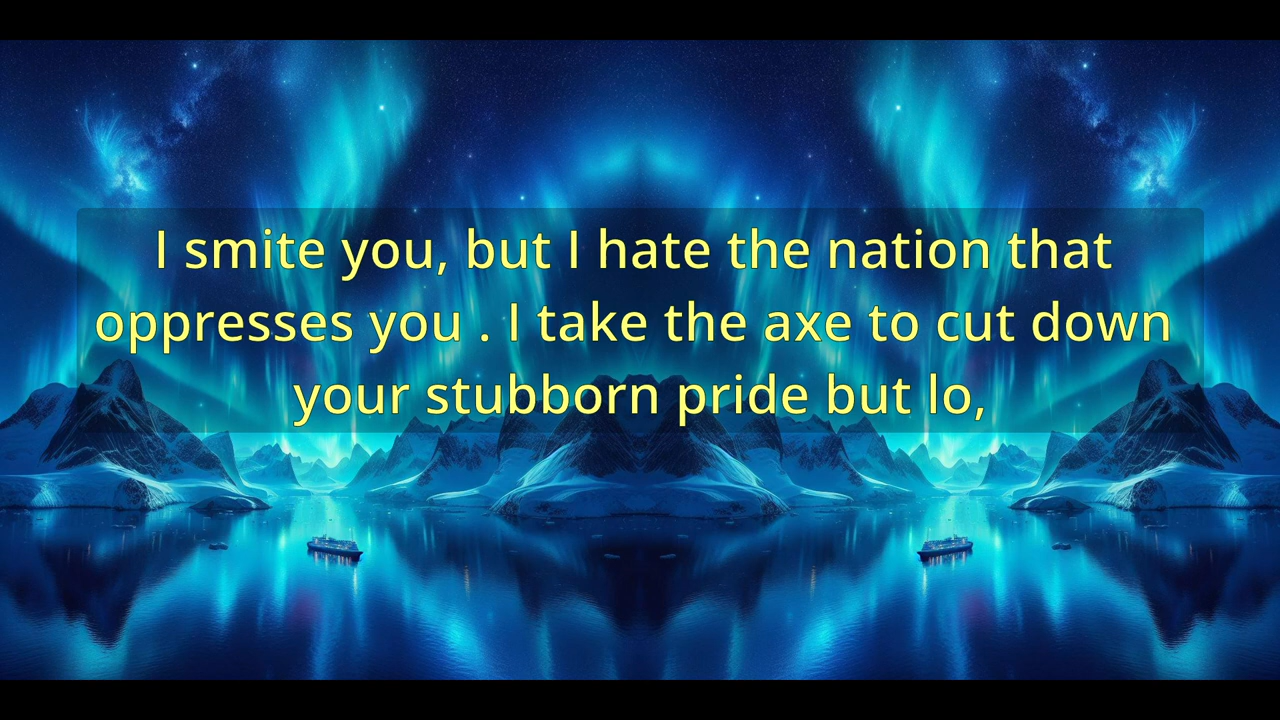 I smite you, but I hate the nation that
oppresses you . I take the axe to cut down
your stubborn pride but lo,